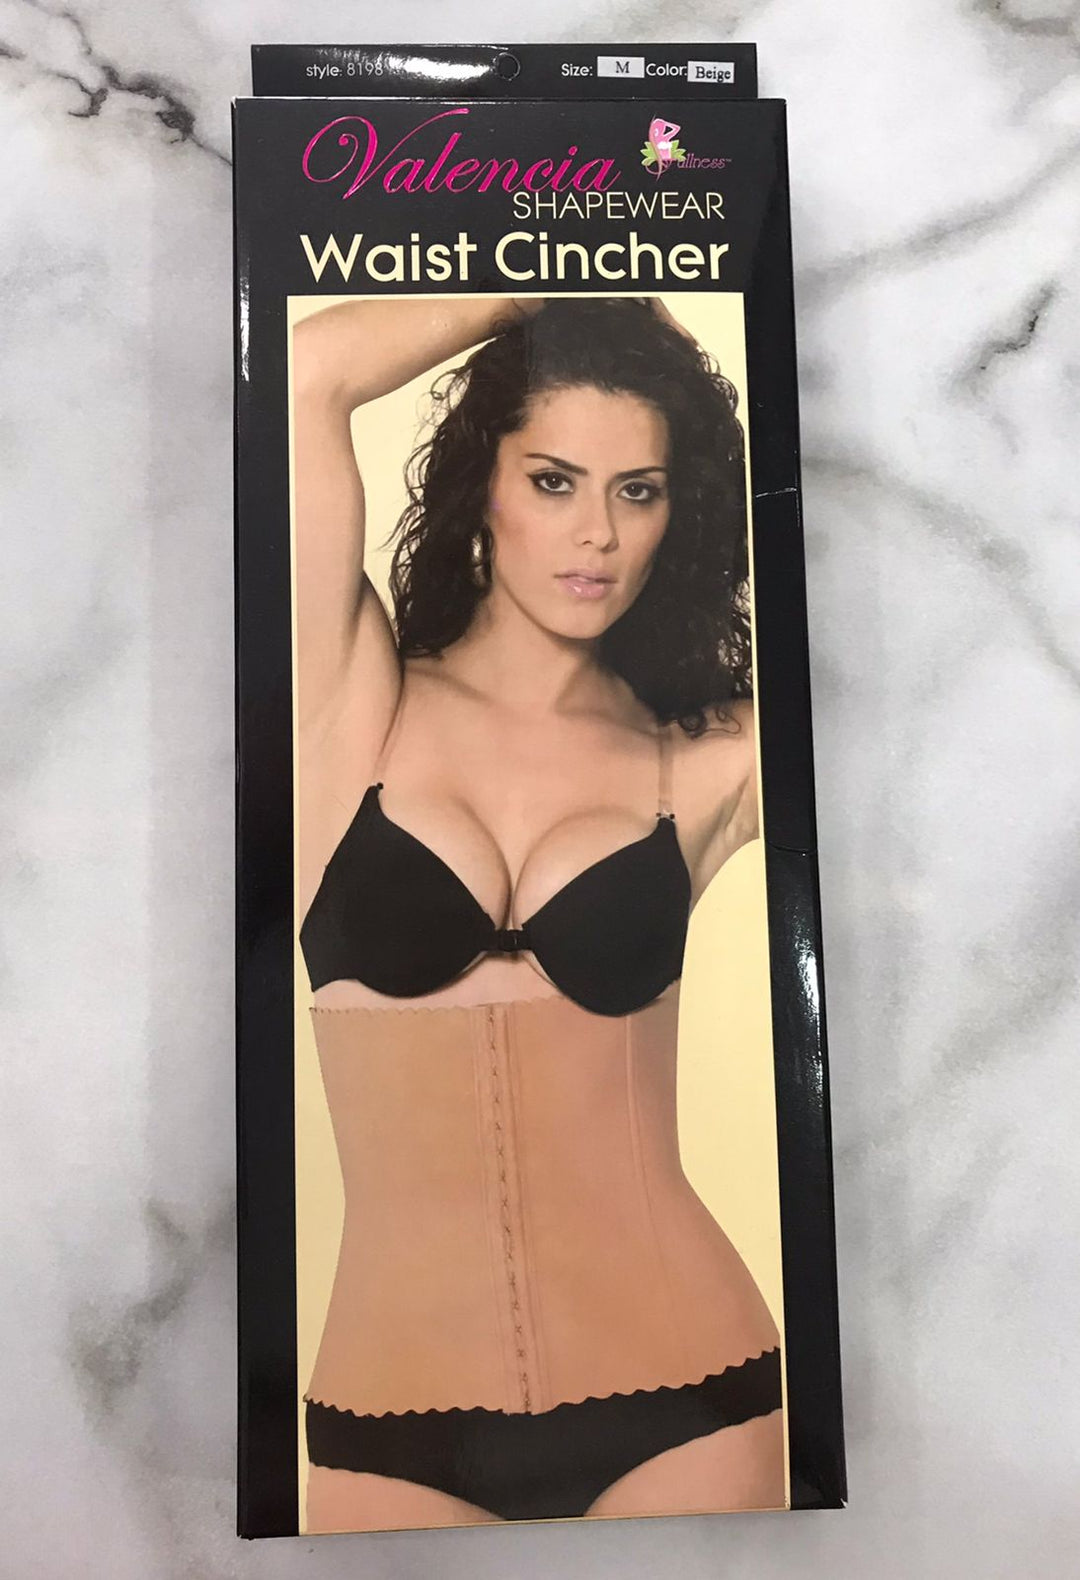 style: 8198 Size: M Color: Beige
Valencia
SHAPEWEAR
Waist Cincher